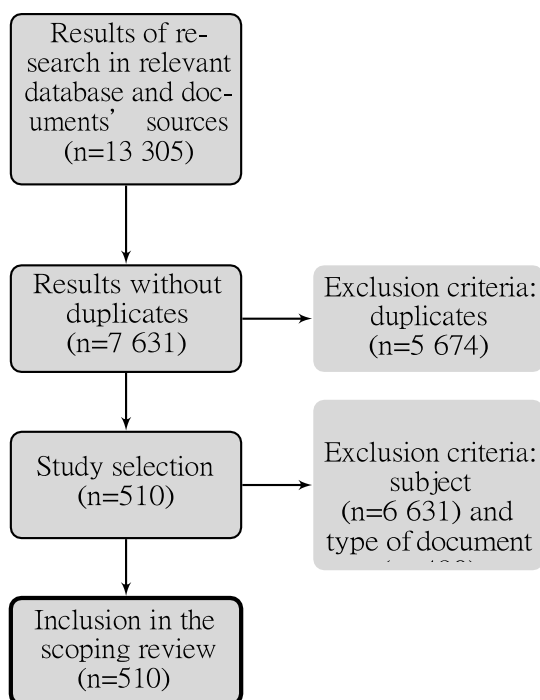 Results of re-
search in relevant
database and doc-
uments’ sources
(n=13 305)
Results without
duplicates
(n=7 631)
Exclusion criteria:
duplicates
(n=5 674)
Study selection
(n=510)
Exclusion criteria:
subject
(n=6 631) and
type of document
Inclusion in the
scoping review
(n=510)